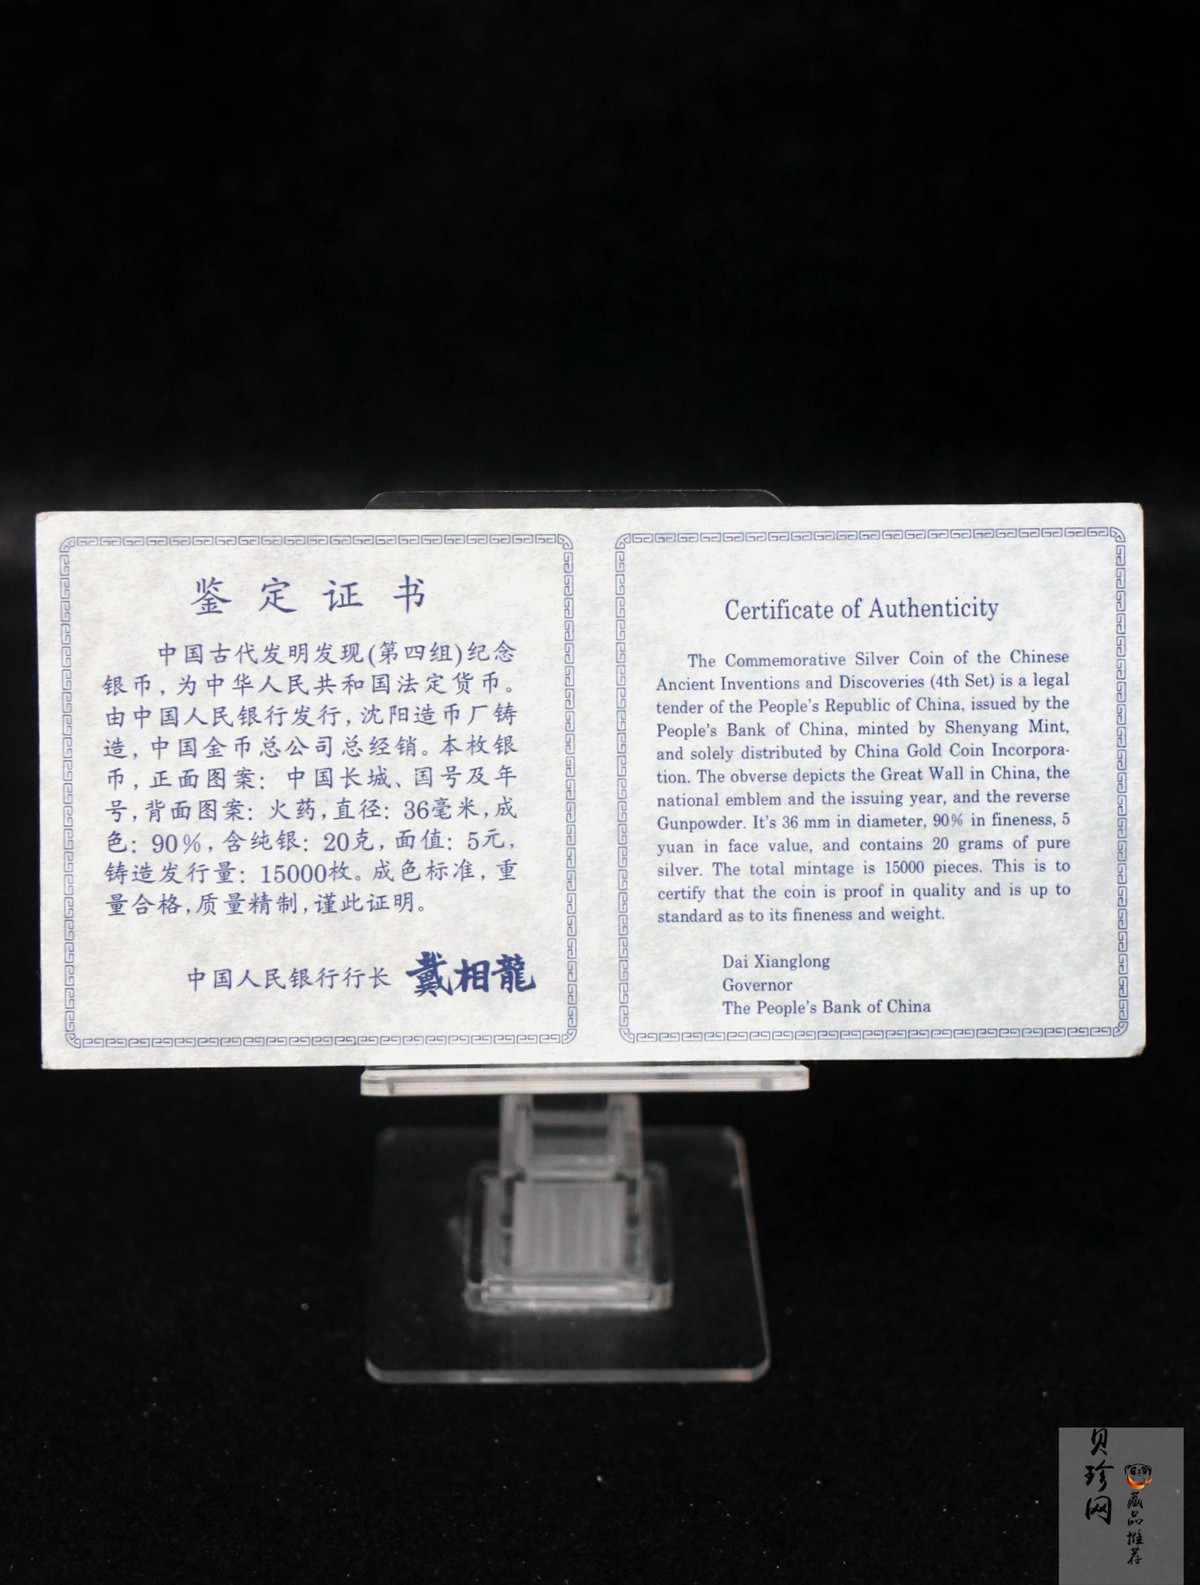 鉴定证书
中国古代发明发现(第四组)纪念
银币,为中华人民共和国法定货币。
由中国人民银行发行,沈阳造币厂铸
造,中国金币总公司总经销。本枚银
币,正面图案:中国长城、国号及年
号,背面图案:火药,直径:36毫米,成
色:90%,含纯银:20克,面值:5元,
铸造发行量:15000枚。成色标准,重
量合格,质量精制,谨此证明。
中国人民银行行长 戴相龍
Certificate of Authenticity
The Commemorative Silver Coin of the Chinese
Ancient Inventions and Discoveries (4th Set) is a legal
tender of the People's Republic of China, issued by the
People's Bank of China, minted by Shenyang Mint,
and solely distributed by China Gold Coin Incorpora-
tion. The obverse depicts the Great Wall in China, the
national emblem and the issuing year, and the reverse
Gunpowder. It's 36 mm in diameter, 90% in fineness, 5
yuan in face value, and contains 20 grams of pure
silver. The total mintage is 15000 pieces. This is to
certify that the coin is proof in quality and is up to
standard as to its fineness and weight.
Dai Xianglong
Governor
The People's Bank of China
贝珍网
藏品推荐